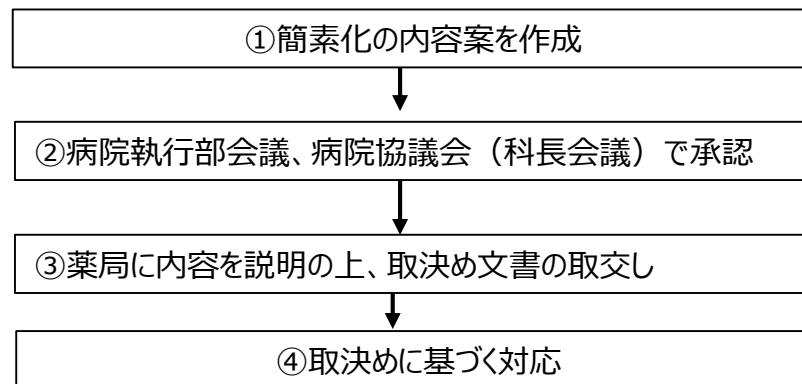 ①簡素化の内容案を作成
②病院執行部会議、病院協議会（科長会議）で承認
③薬局に内容を説明の上、取決め文書の取交し
④取決めに基づく対応